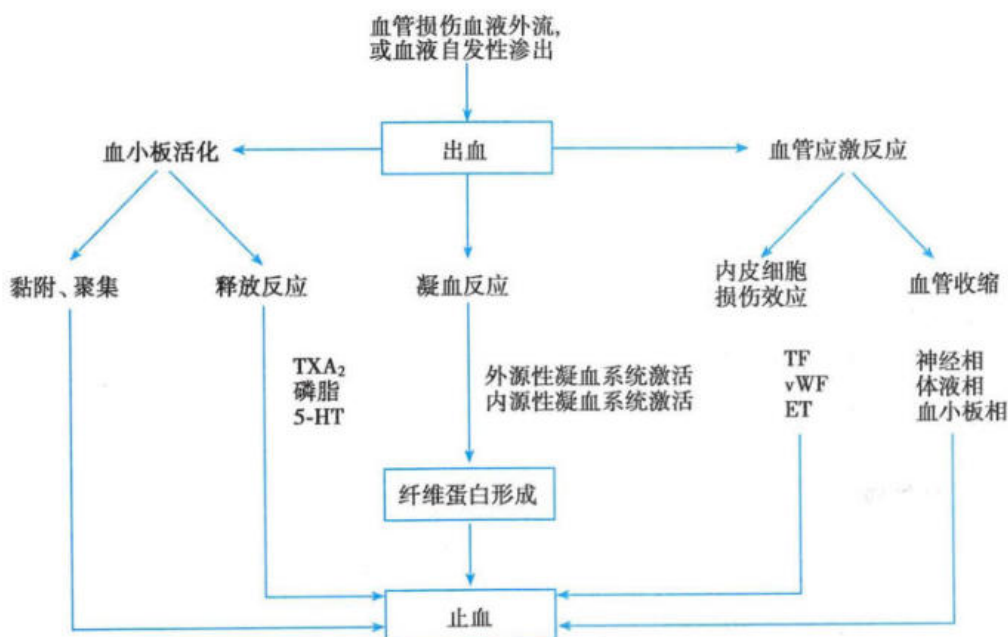 血管损伤血液外流,
或血液自发性渗出
血小板活化
出血
血管应激反应
黏附、聚集
释放反应
凝血反应
内皮细胞
损伤效应
血管收缩
TXA₂
磷脂
5-HT
外源性凝血系统激活
内源性凝血系统激活
TF
vWF
ET
神经相
体液相
血小板相
纤维蛋白形成
止血